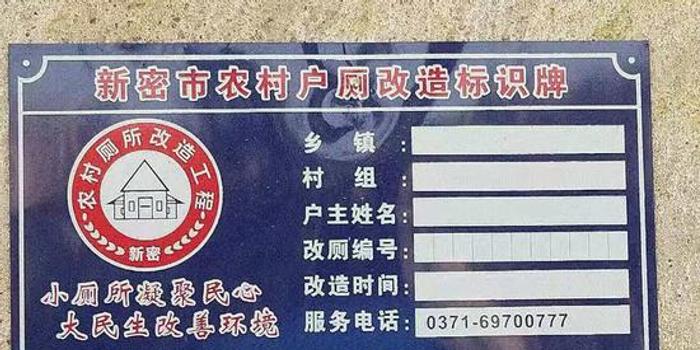 新密市农村户厕改造标识牌
农村厕所改造工程
新密
小厕所凝聚民心
大民生改善环境
乡镇:
村组:
户主姓名:
改厕编号:
改造时间:
服务电话: 0371-69700777